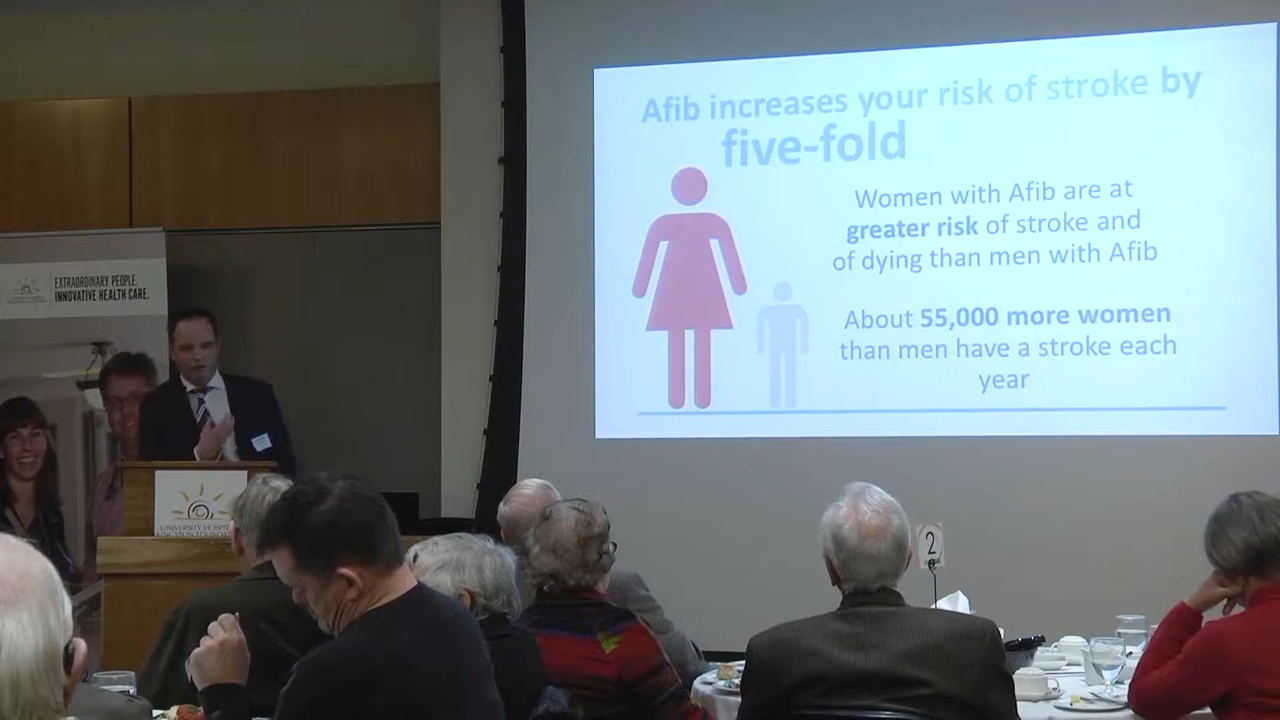 Afib increases your risk of stroke by
five-fold
Women with Afib are at
greater risk of stroke and
of dying than men with Afib
About 55,000 more women
than men have a stroke each
year
EXTRAORDINARY PEOPLE.
INNOVATIVE HEALTH CARE.
UNIVERSITY HOSPIT
2